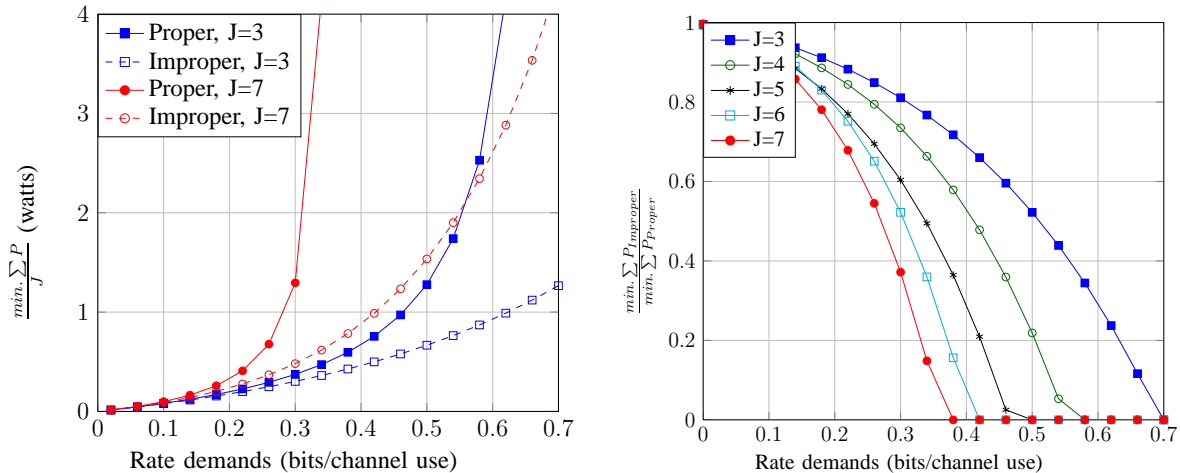 4
3
2
1
0
0
0.1
0.2
0.3
0.4
0.5
0.6
0.7
Proper, J=3
Improper, J=3
Proper, J=7
Improper, J=7
min. ∑ P
J
(watts)
Rate demands (bits/channel use)
1
0.8
0.6
0.4
0.2
0
0
0.1
0.2
0.3
0.4
0.5
0.6
0.7
J=3
J=4
J=5
J=6
J=7
min. ∑ P_Improper
min. ∑ P_Proper
Rate demands (bits/channel use)